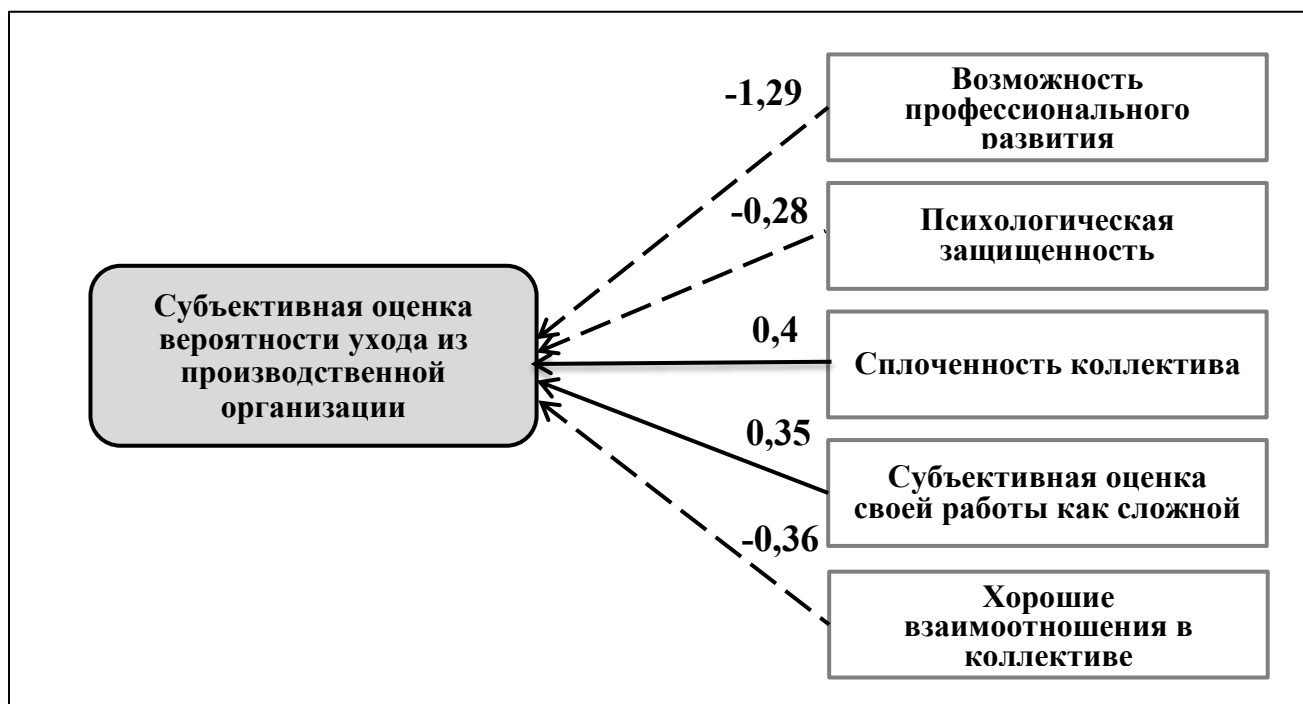 -1,29
Возможность
профессионального
развития
-0,28
Психологическая
защищенность
Субъективная оценка
вероятности ухода из
производственной
организации
0,4
Сплоченность коллектива
0,35
Субъективная оценка
своей работы как сложной
-0,36
Хорошие
взаимоотношения в
коллективе